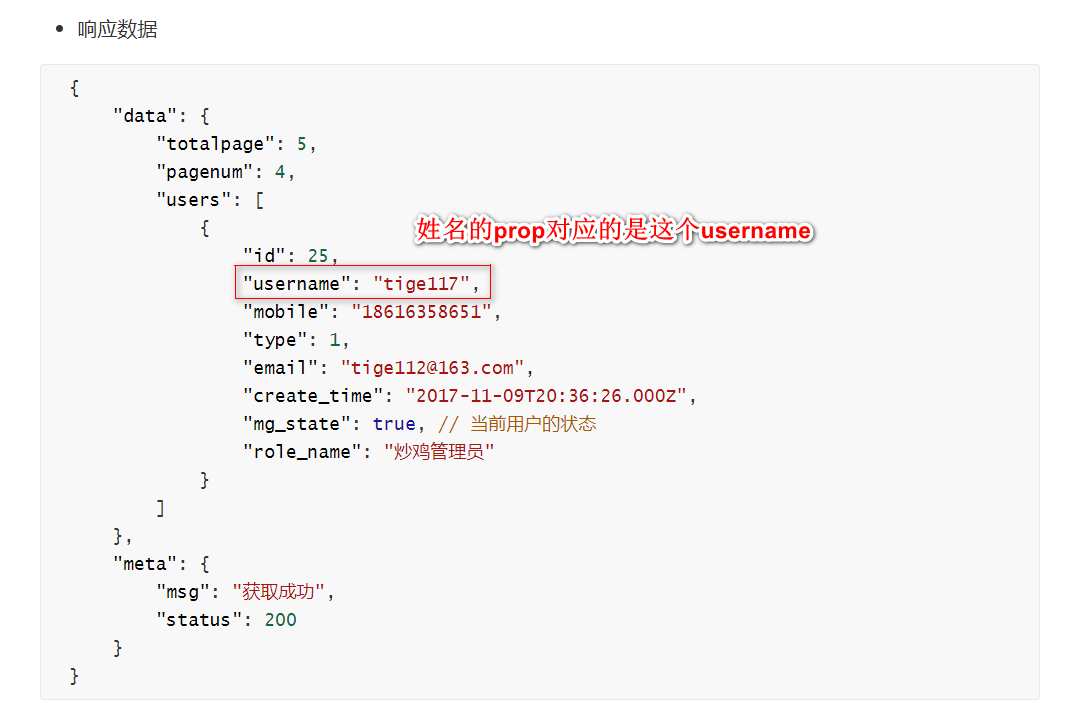 • 响应数据
{
    "data": {
        "totalpage": 5,
        "pagenum": 4,
        "users": [
            {
姓名的prop对应的是这个username
                "id": 25,
                "username": "tige117",
                "mobile": "18616358651",
                "type": 1,
                "email": "tige112@163.com",
                "create_time": "2017-11-09T20:36:26.000Z",
                "mg_state": true, // 当前用户的状态
                "role_name": "炒鸡管理员"
            }
        ]
    },
    "meta": {
        "msg": "获取成功",
        "status": 200
    }
}